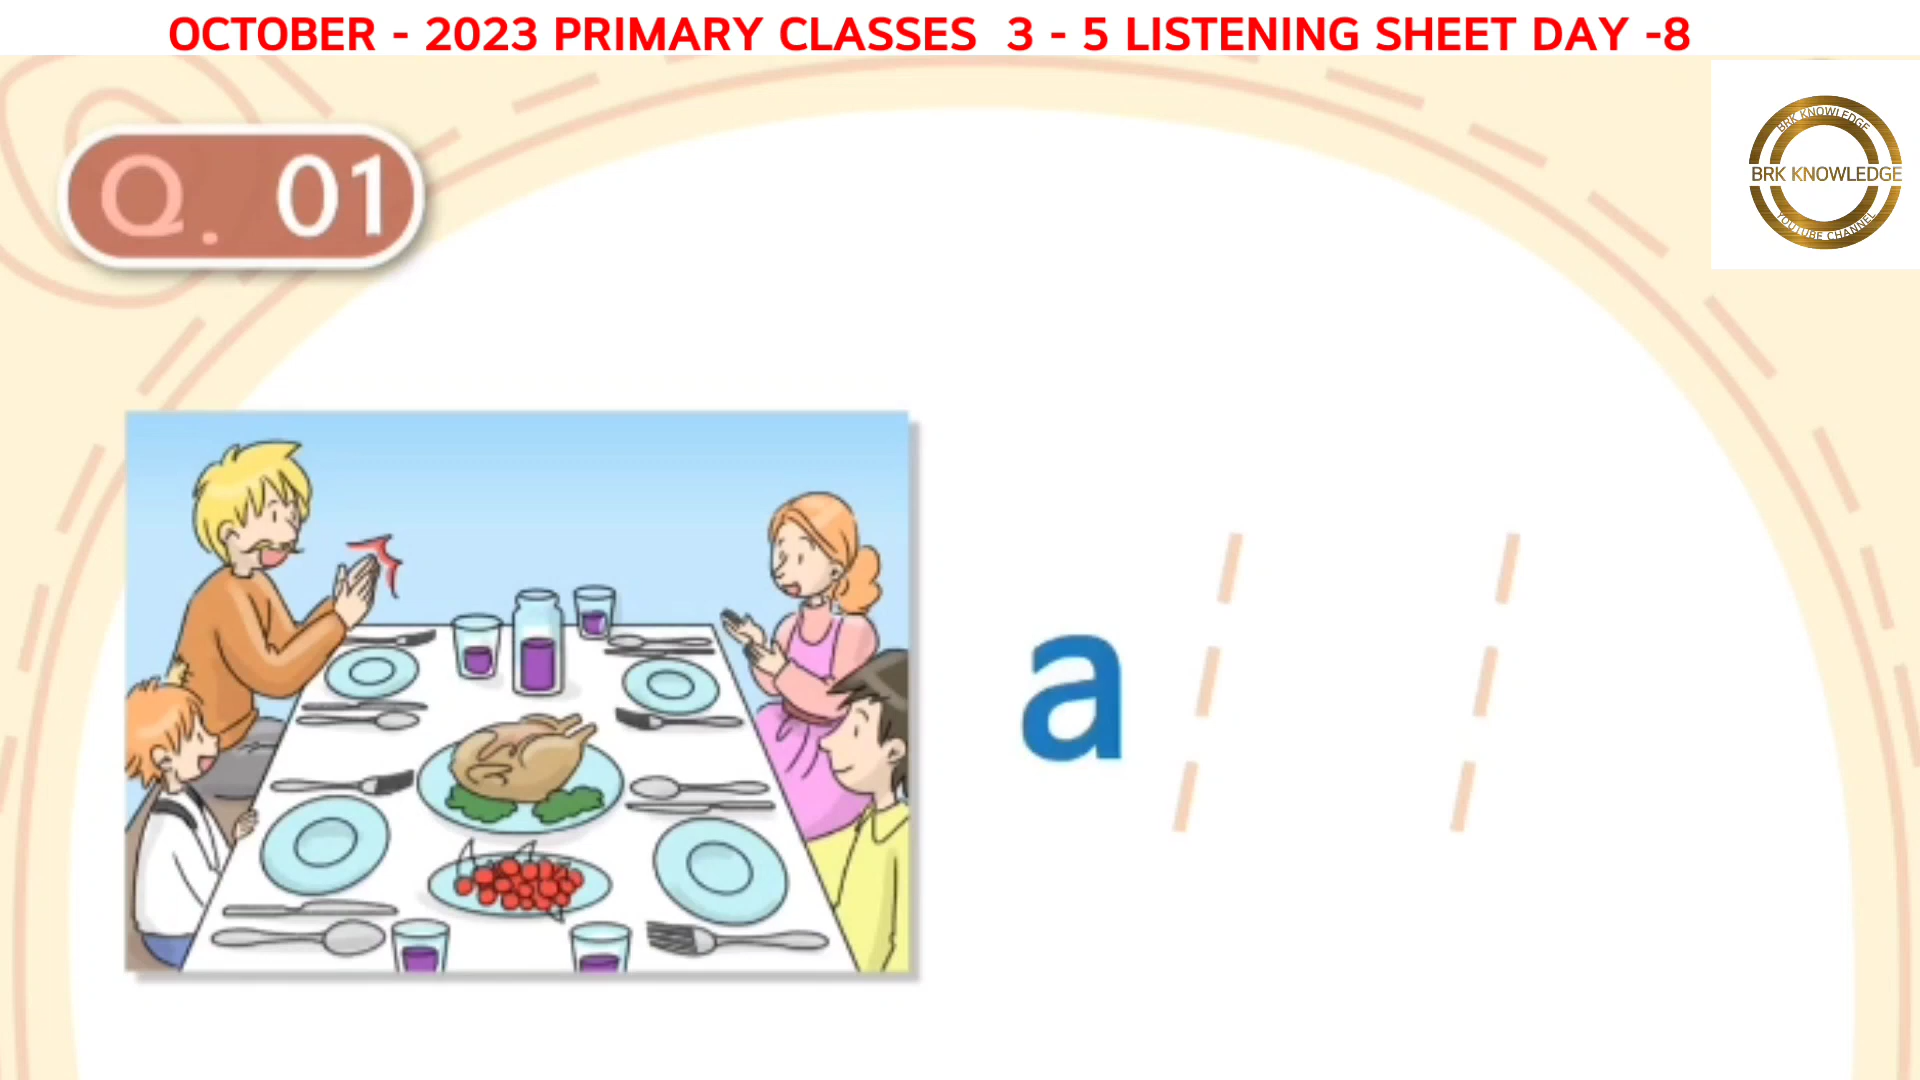 OCTOBER - 2023 PRIMARY CLASSES 3 - 5 LISTENING SHEET DAY -8
Q. 01
BRK KNOWLEDGE
BRK KNOWLEDGE
YOUTUBE CHANNEL
a